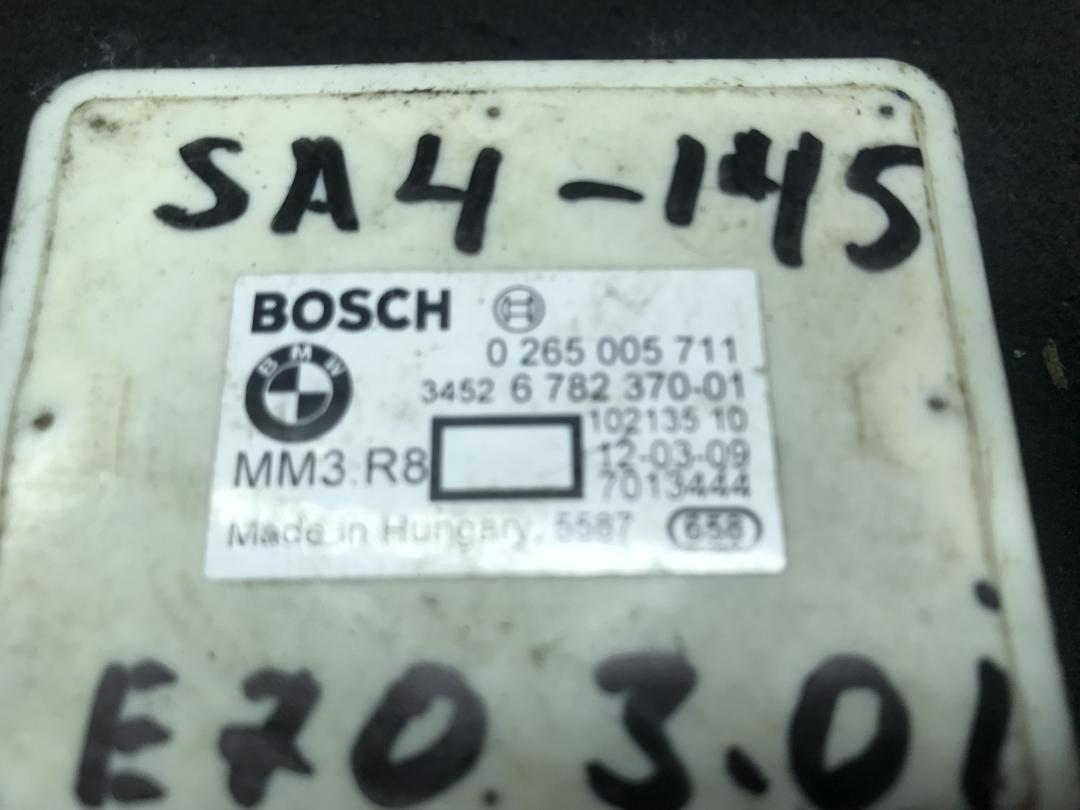 SA4-145
BOSCH
BMW
0 265 005 711
3452 6 782 370-01
102135 10
MM3.R8
12-03-09
7013444
Made in Hungary. 5587 658
E70 3.0i